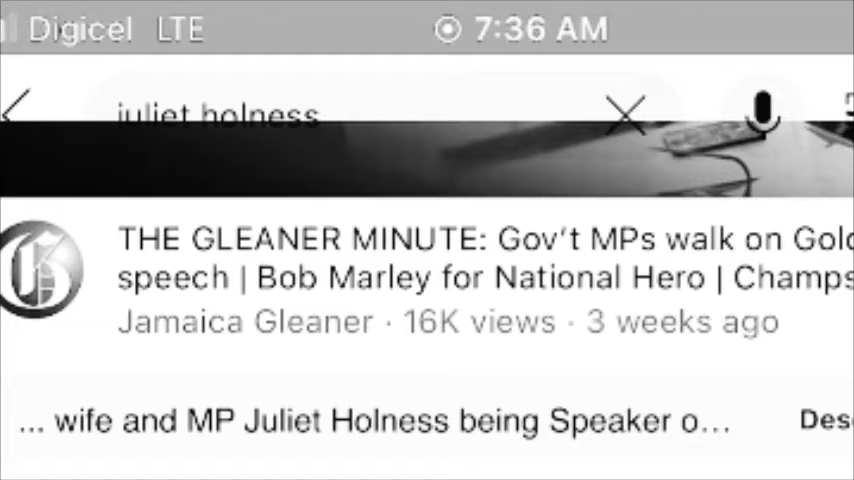 Digicel LTE 7:36 AM
juliet holness
THE GLEANER MINUTE: Gov't MPs walk on
speech | Bob Marley for National Hero | Champs
Jamaica Gleaner · 16K views · 3 weeks ago
... wife and MP Juliet Holness being Speaker o...